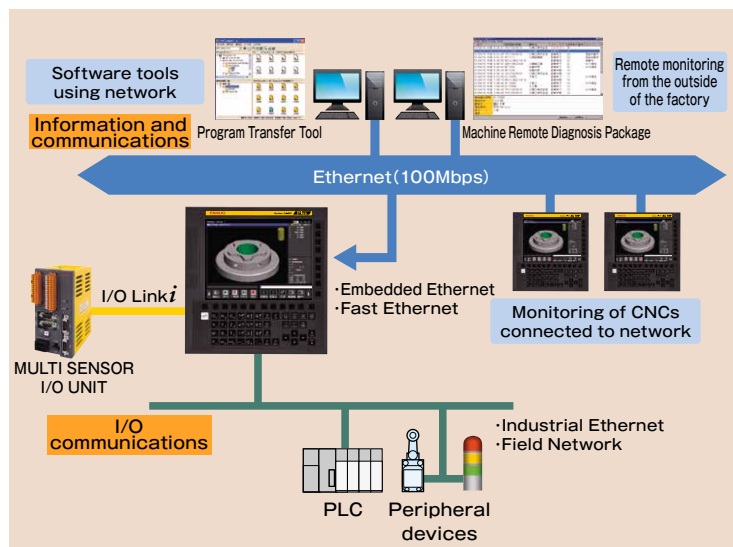 Software tools
using network
Information and
communications
Program Transfer Tool
Machine Remote Diagnosis Package
Remote monitoring
from the outside
of the factory
Ethernet(100Mbps)
FANUC
I/O Link i
·Embedded Ethernet
·Fast Ethernet
Monitoring of CNCs
connected to network
MULTI SENSOR
I/O UNIT
I/O
communications
·Industrial Ethernet
·Field Network
PLC
Peripheral
devices